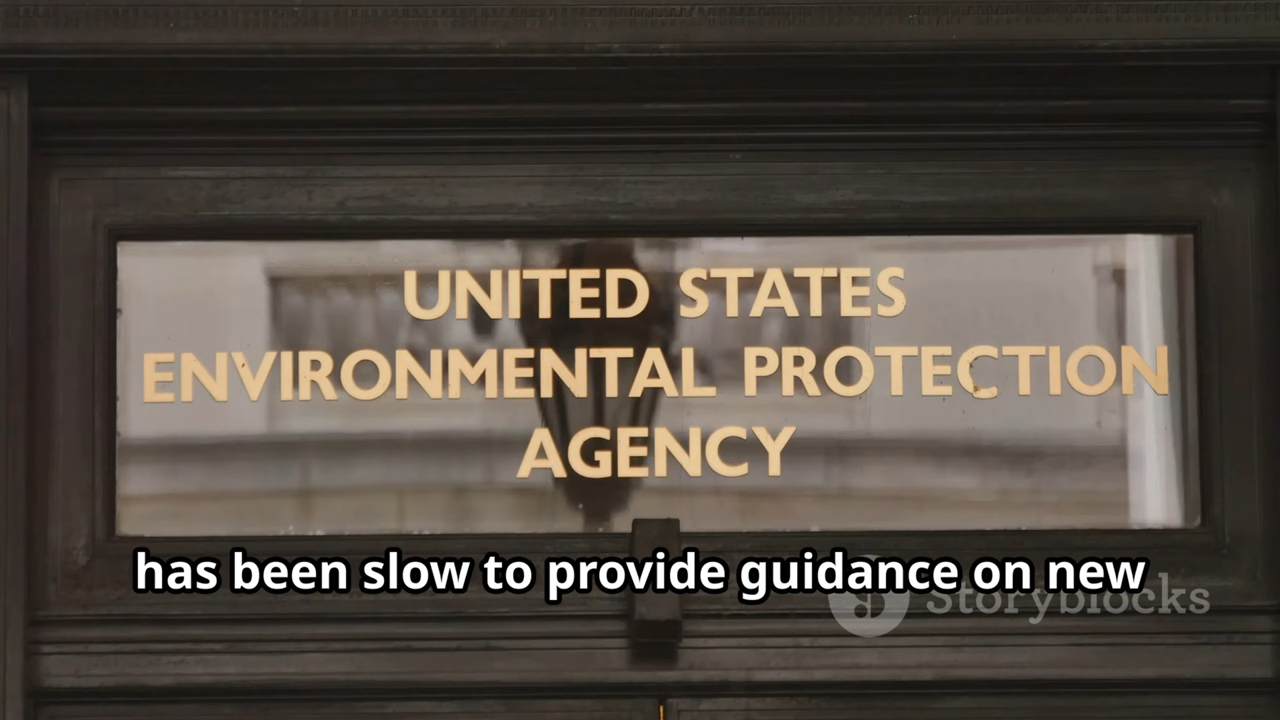 UNITED STATES
ENVIRONMENTAL PROTECTION
AGENCY
has been slow to provide guidance on new
Storyblocks